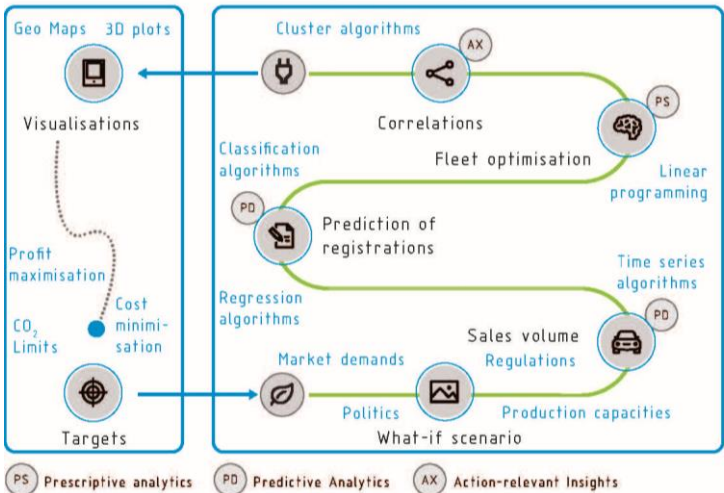 Geo Maps 3D plots
Visualisations
Profit
maximisation
CO2
Limits
Cost
minimi-
sation
Targets
Cluster algorithms
AX
Correlations
PS
Fleet optimisation
Linear
programming
Classification
algorithms
PD
Prediction of
registrations
Regression
algorithms
Time series
algorithms
PD
Sales volume
Regulations
Market demands
Politics
Production capacities
What-if scenario
PS Prescriptive analytics
PD Predictive Analytics
AX Action-relevant Insights